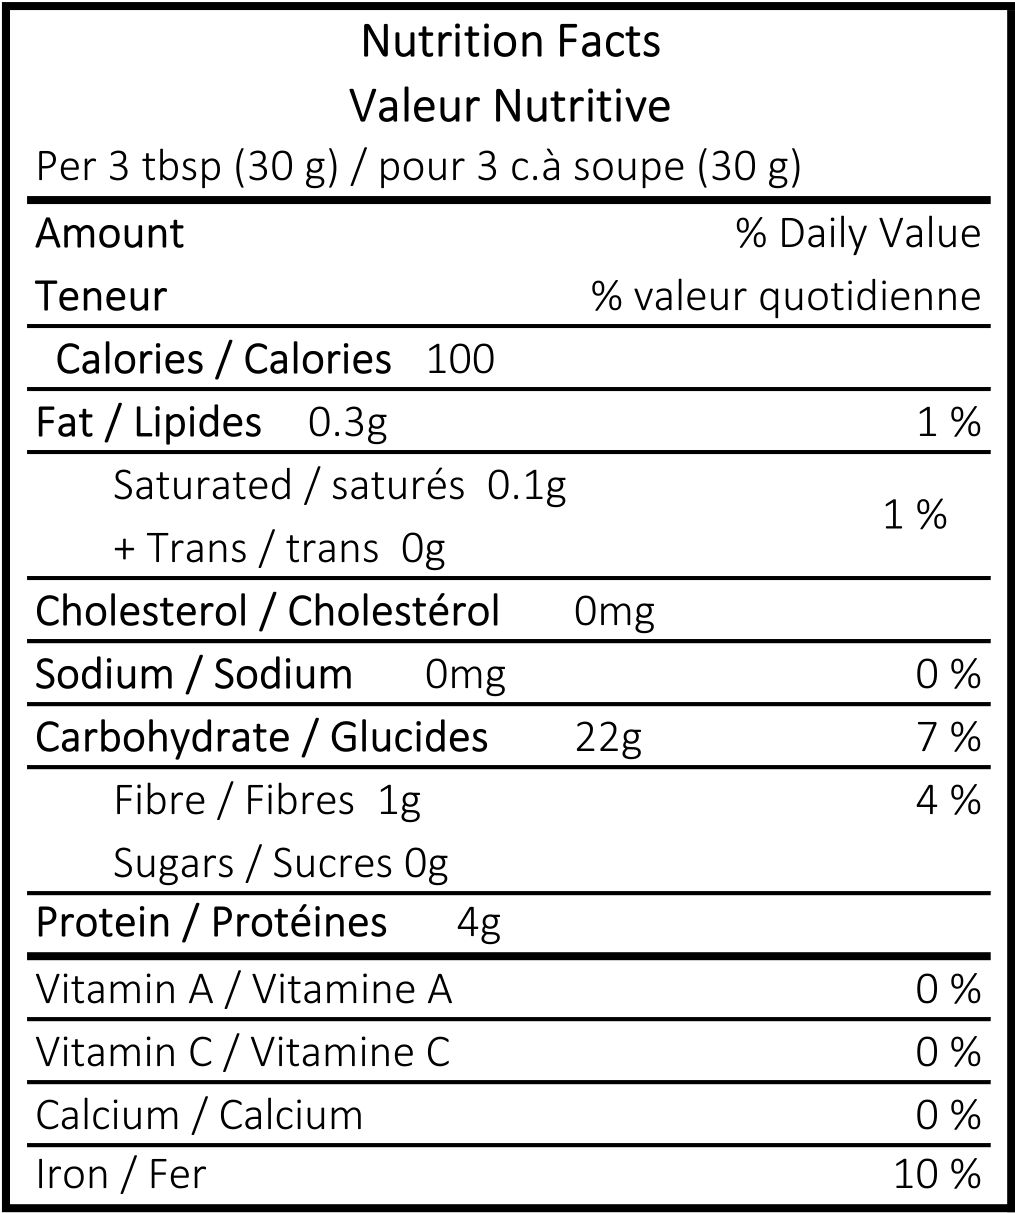 Nutrition Facts
Valeur Nutritive
Per 3 tbsp (30 g) / pour 3 c.à soupe (30 g)
Amount % Daily Value
Teneur % valeur quotidienne
Calories / Calories 100
Fat / Lipides 0.3g 1 %
Saturated / saturés 0.1g
1 %
+ Trans / trans 0g
Cholesterol / Cholestérol 0mg
Sodium / Sodium 0mg 0 %
Carbohydrate / Glucides 22g 7 %
Fibre / Fibres 1g 4 %
Sugars / Sucres 0g
Protein / Protéines 4g
Vitamin A / Vitamine A 0 %
Vitamin C / Vitamine C 0 %
Calcium / Calcium 0 %
Iron / Fer 10 %